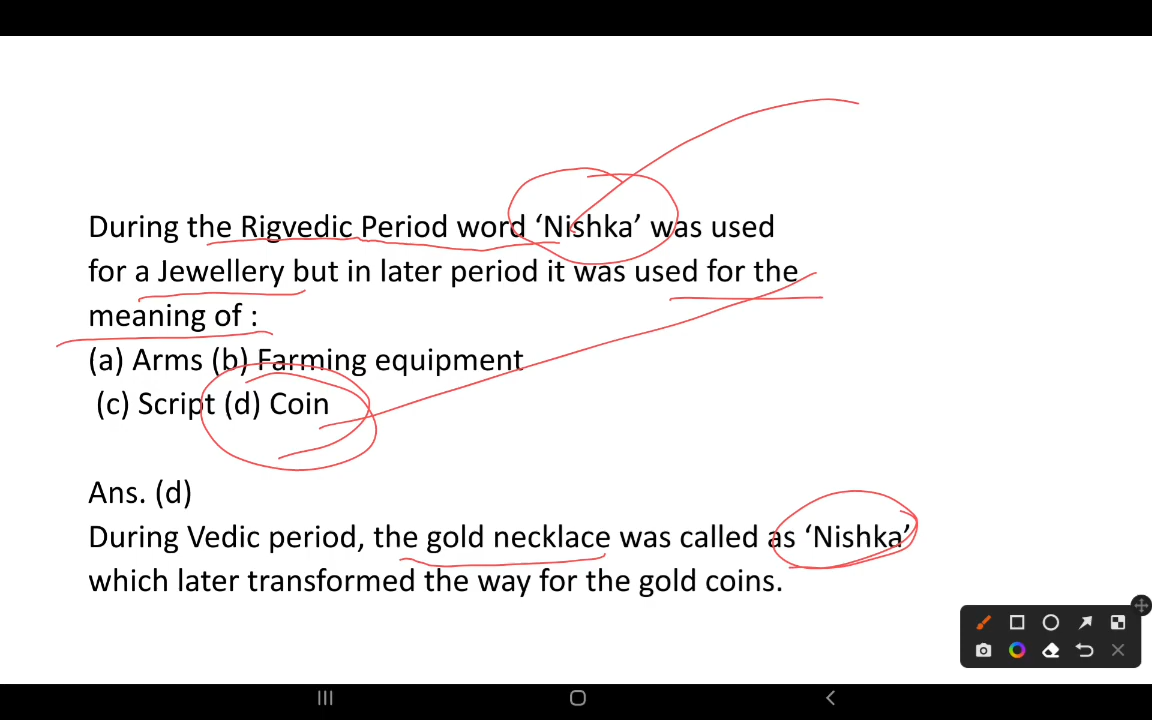 During the Rigvedic Period word ‘Nishka’ was used
for a Jewellery but in later period it was used for the
meaning of :
(a) Arms (b) Farming equipment
(c) Script (d) Coin
Ans. (d)
During Vedic period, the gold necklace was called as ‘Nishka’
which later transformed the way for the gold coins.